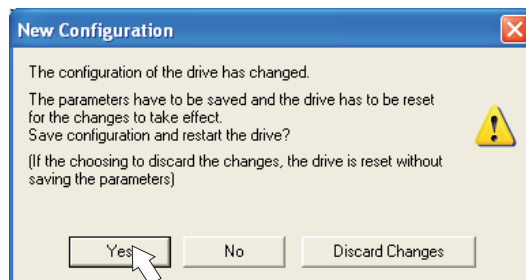 New Configuration
The configuration of the drive has changed.
The parameters have to be saved and the drive has to be reset
for the changes to take effect.
Save configuration and restart the drive?
(If the choosing to discard the changes, the drive is reset without
saving the parameters)
Yes No Discard Changes